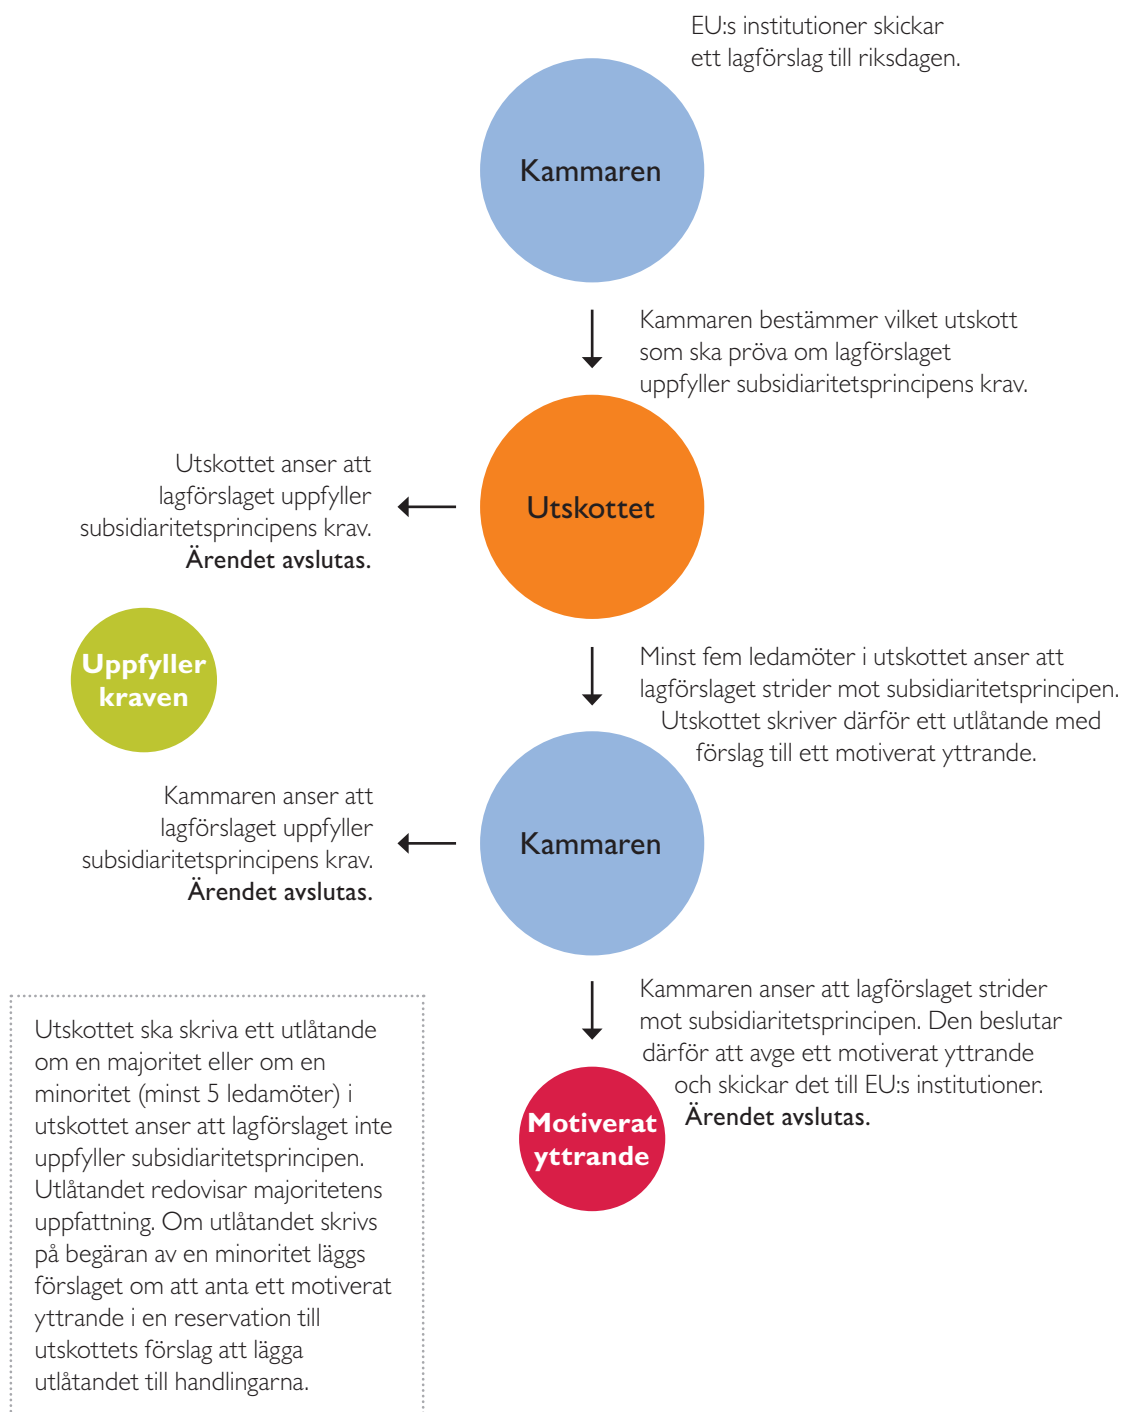 EU:s institutioner skickar
ett lagförslag till riksdagen.
Kammaren
Kammaren bestämmer vilket utskott
som ska pröva om lagförslaget
uppfyller subsidiaritetsprincipens krav.
Utskottet anser att
lagförslaget uppfyller
subsidiaritetsprincipens krav.
Ärendet avslutas.
Utskottet
Uppfyller
kraven
Minst fem ledamöter i utskottet anser att
lagförslaget strider mot subsidiaritetsprincipen.
Utskottet skriver därför ett utlåtande med
förslag till ett motiverat yttrande.
Kammaren anser att
lagförslaget uppfyller
subsidiaritetsprincipens krav.
Ärendet avslutas.
Kammaren
Kammaren anser att lagförslaget strider
mot subsidiaritetsprincipen. Den beslutar
därför att avge ett motiverat yttrande
och skickar det till EU:s institutioner.
Ärendet avslutas.
Motiverat
yttrande
Utskottet ska skriva ett utlåtande
om en majoritet eller om en
minoritet (minst 5 ledamöter) i
utskottet anser att lagförslaget inte
uppfyller subsidiaritetsprincipen.
Utlåtandet redovisar majoritetens
uppfattning. Om utlåtandet skrivs
på begäran av en minoritet läggs
förslaget om att anta ett motiverat
yttrande i en reservation till
utskottets förslag att lägga
utlåtandet till handlingarna.